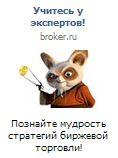 Учитесь у
экспертов!
broker.ru
Познайте мудрость
стратегий биржевой
торговли!